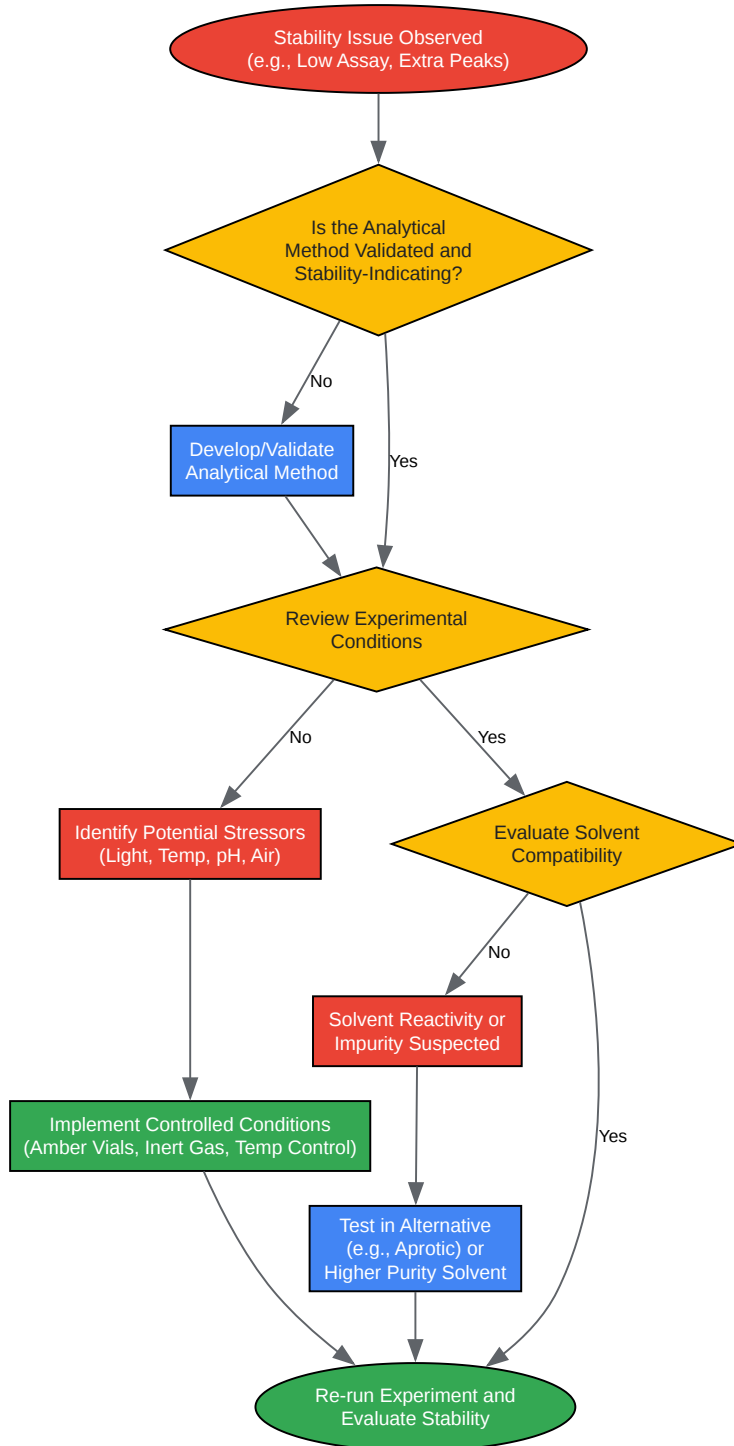 Stability Issue Observed
(e.g., Low Assay, Extra Peaks)
Is the Analytical
Method Validated and
Stability-Indicating?
No
Yes
Develop/Validate
Analytical Method
Review Experimental
Conditions
No
Yes
Identify Potential Stressors
(Light, Temp, pH, Air)
Evaluate Solvent
Compatibility
No
Solvent Reactivity or
Impurity Suspected
Implement Controlled Conditions
(Amber Vials, Inert Gas, Temp Control)
Yes
Test in Alternative
(e.g., Aprotic) or
Higher Purity Solvent
Re-run Experiment and
Evaluate Stability